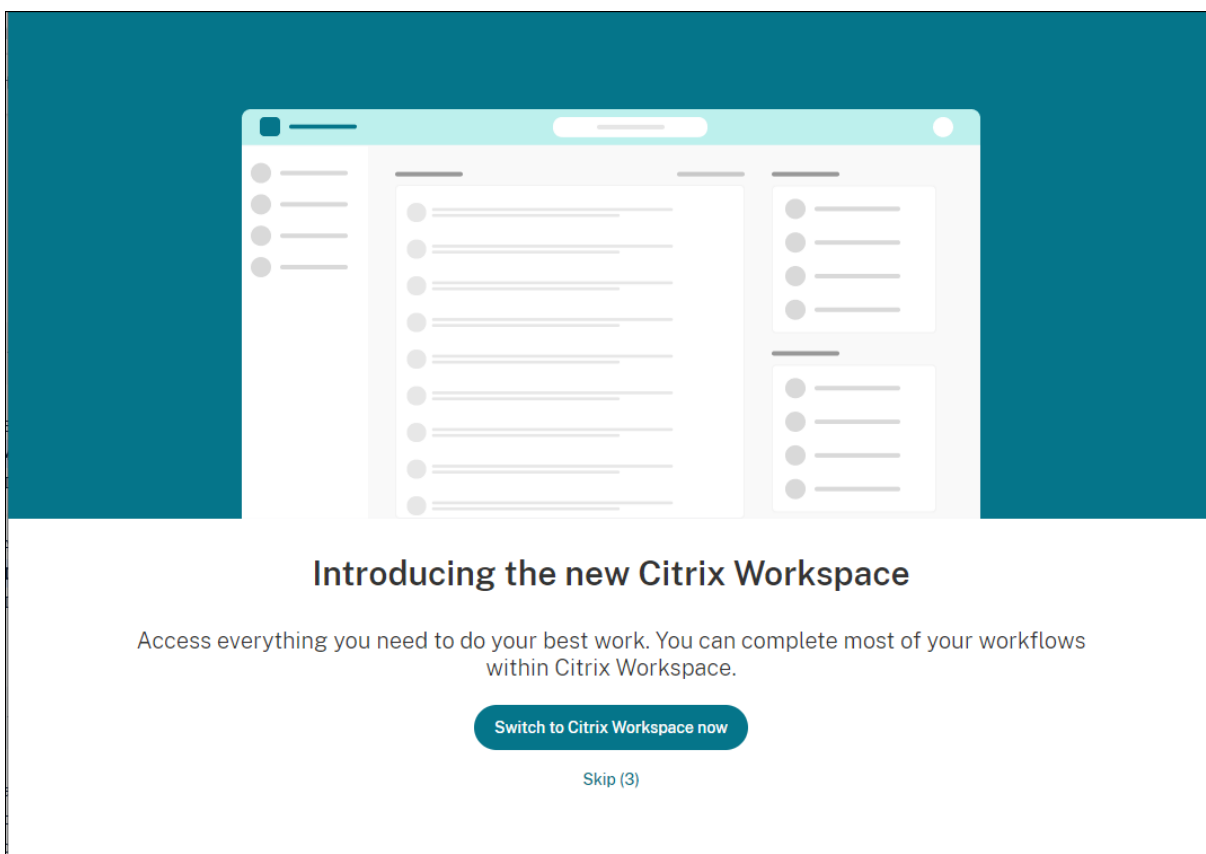 Introducing the new Citrix Workspace
Access everything you need to do your best work. You can complete most of your workflows
within Citrix Workspace.
Switch to Citrix Workspace now
Skip (3)